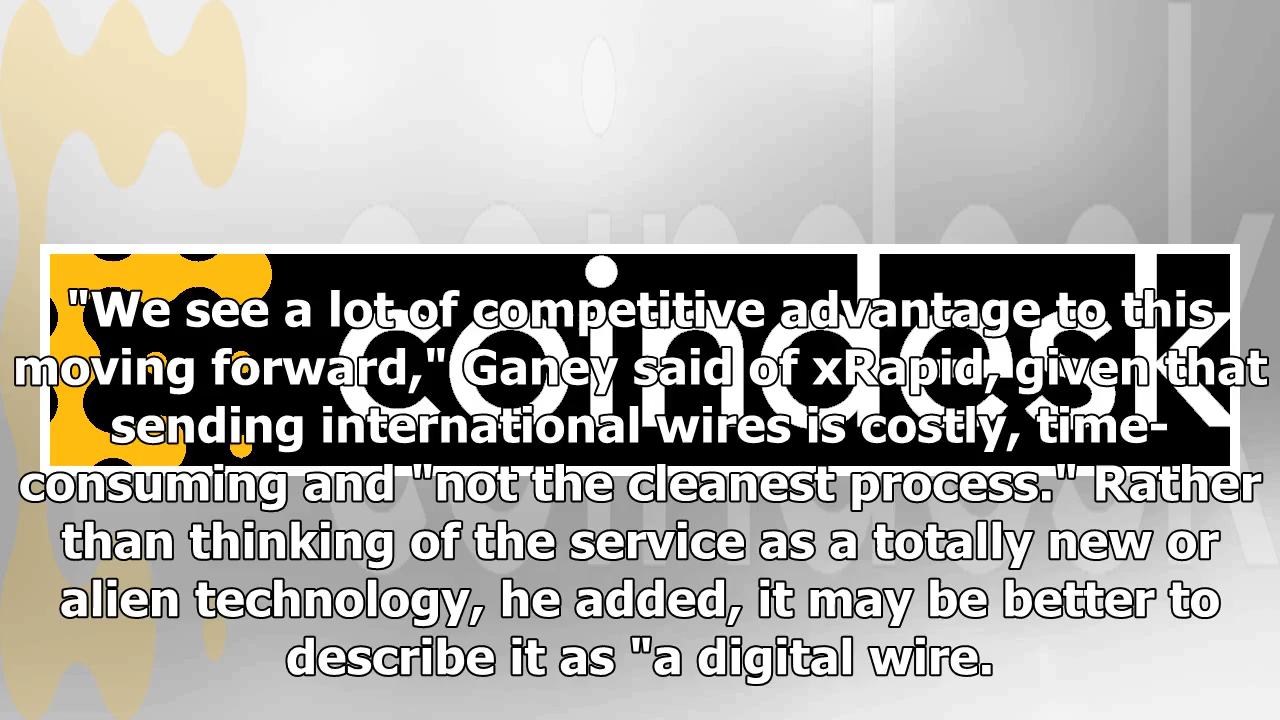 coindesk
"We see a lot of competitive advantage to this
moving forward," Ganey said of xRapid, given that
sending international wires is costly, time-
consuming and "not the cleanest process." Rather
than thinking of the service as a totally new or
alien technology, he added, it may be better to
describe it as "a digital wire.